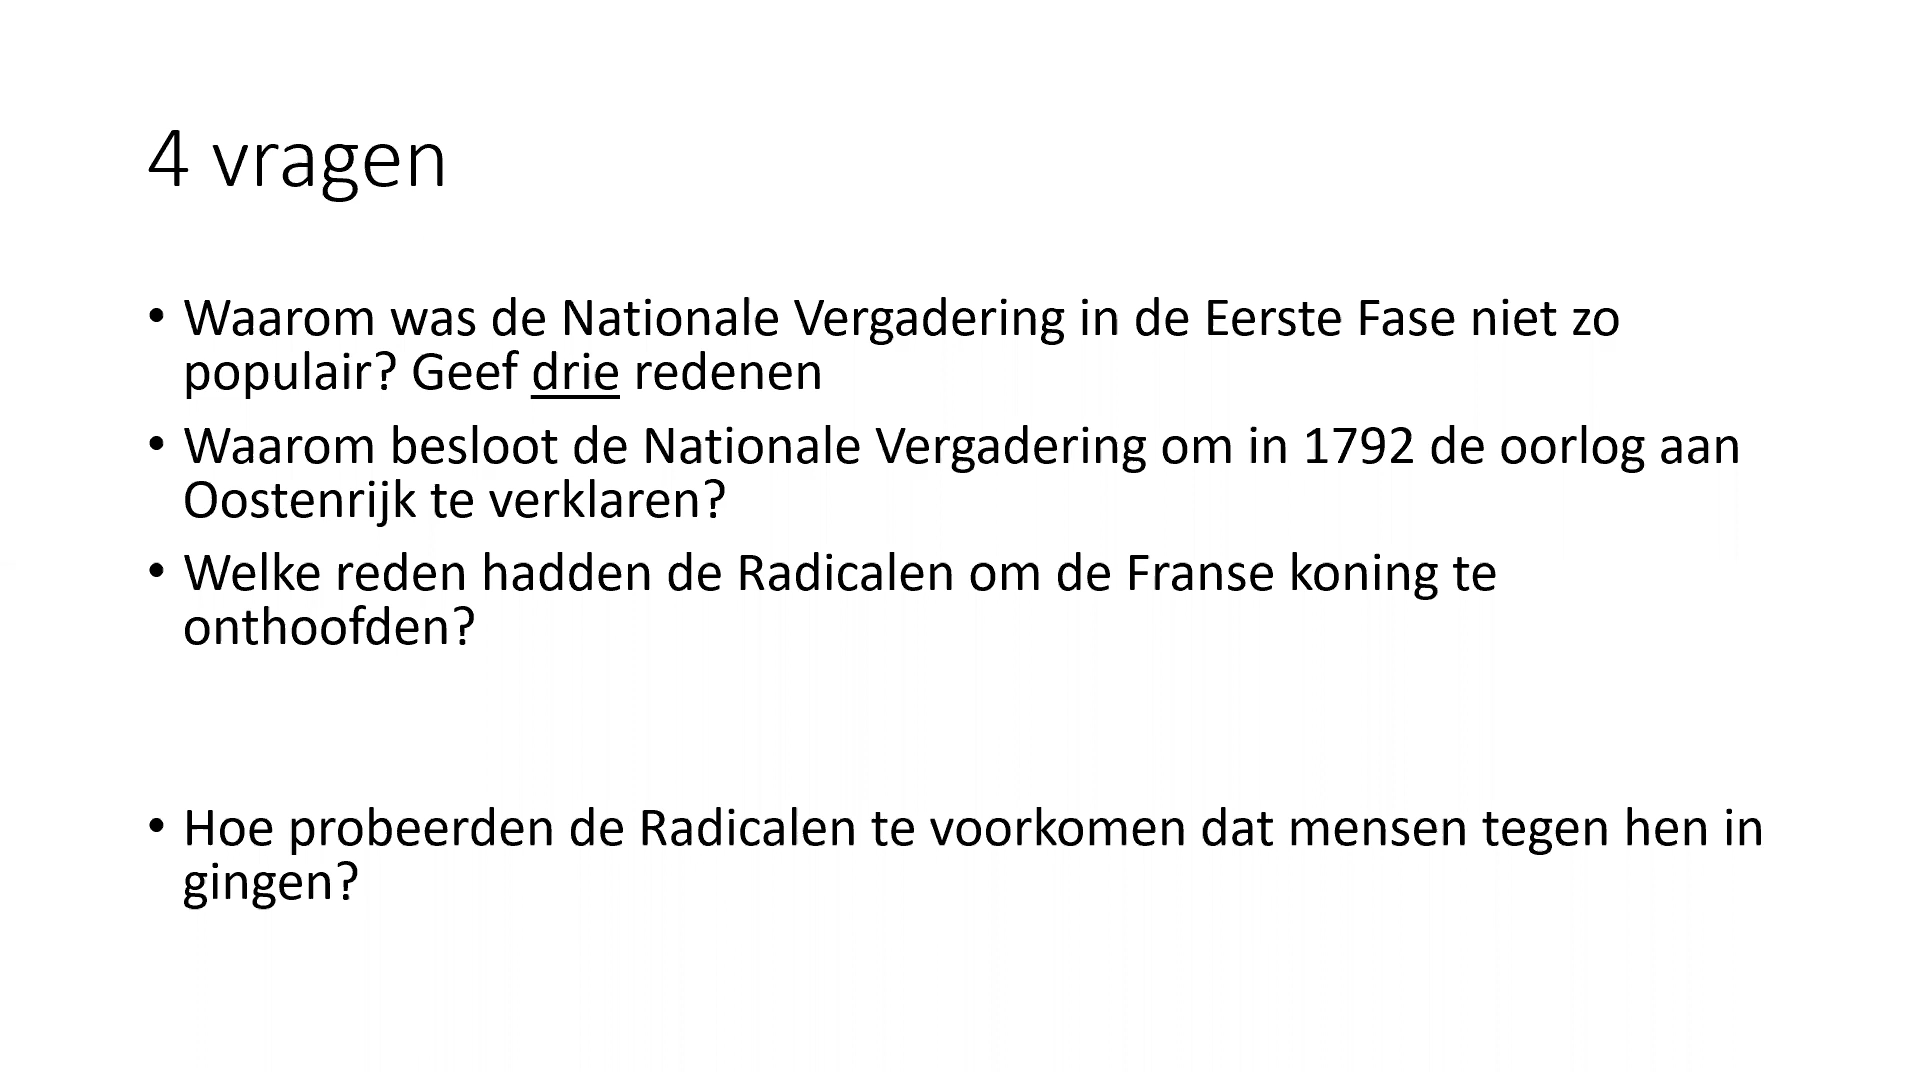 4 vragen
• Waarom was de Nationale Vergadering in de Eerste Fase niet zo
populair? Geef drie redenen
• Waarom besloot de Nationale Vergadering om in 1792 de oorlog aan
Oostenrijk te verklaren?
• Welke reden hadden de Radicalen om de Franse koning te
onthoofden?
• Hoe probeerden de Radicalen te voorkomen dat mensen tegen hen in
gingen?